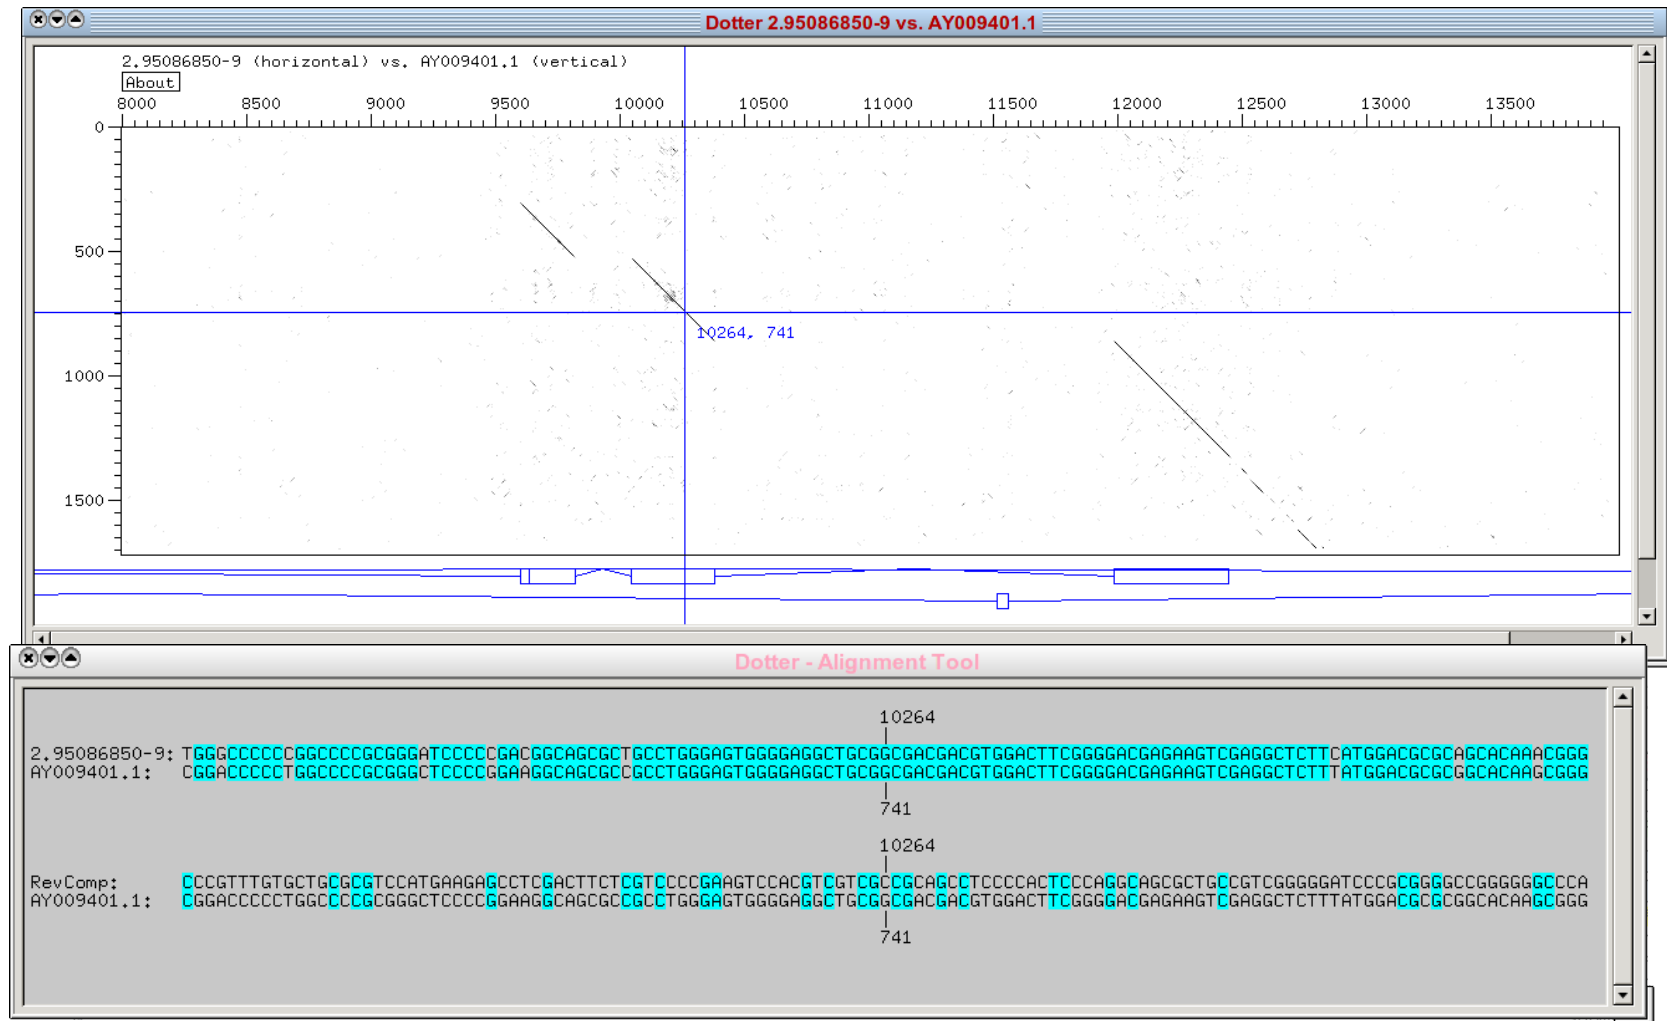 Dotter 2.95086850-9 vs. AY009401.1
2.95086850-9 (horizontal) vs. AY009401.1 (vertical)
About
8000 8500 9000 9500 10000 10500 11000 11500 12000 12500 13000 13500
0
500
10264, 741
1000
1500
Dotter - Alignment Tool
10264
2.95086850-9: TGGGCCCCCCGGCCCCGCGGGATCCCCCGACGGCAGCGCTGCCTGGGAGTGGGGAGGCTGCGGCGACGACGTGGACTTCGGGGACGAGAAGTCGAGGCTCTTCATGGACGCGCAGCACAAACGGG
AY009401.1: CGGACCCCCTGGCCCCGCGGGCTCCCCGGAAGGCAGCGCCGCCTGGGAGTGGGGAGGCTGCGGCGACGACGTGGACTTCGGGGACGAGAAGTCGAGGCTCTTTATGGACGCGCGGCACAAGCGGG
741
10264
RevComp: CCCGTTTGTGCTGCGCGTCCATGAAGAGCCTCGACTTCTCGTCCCCGAAGTCCACGTCGTCGCCGCAGCCTCCCCACTCCCAGGCAGCGCTGCCGTCGGGGGATCCCGCGGGGCCGGGGGGCCCA
AY009401.1: CGGACCCCCTGGCCCCGCGGGCTCCCCGGAAGGCAGCGCCGCCTGGGAGTGGGGAGGCTGCGGCGACGACGTGGACTTCGGGGACGAGAAGTCGAGGCTCTTTATGGACGCGCGGCACAAGCGGG
741